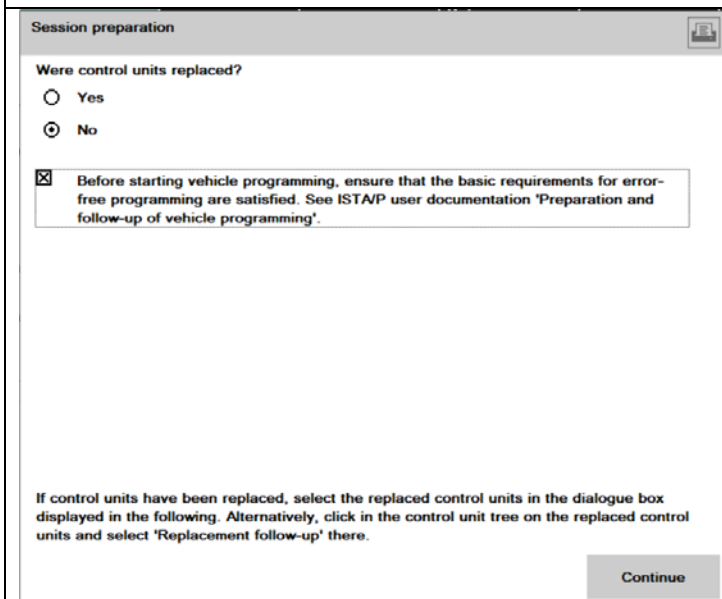 Session preparation
Were control units replaced?
Yes
No
Before starting vehicle programming, ensure that the basic requirements for error-
free programming are satisfied. See ISTA/P user documentation 'Preparation and
follow-up of vehicle programming'.
If control units have been replaced, select the replaced control units in the dialogue box
displayed in the following. Alternatively, click in the control unit tree on the replaced control
units and select 'Replacement follow-up' there.
Continue